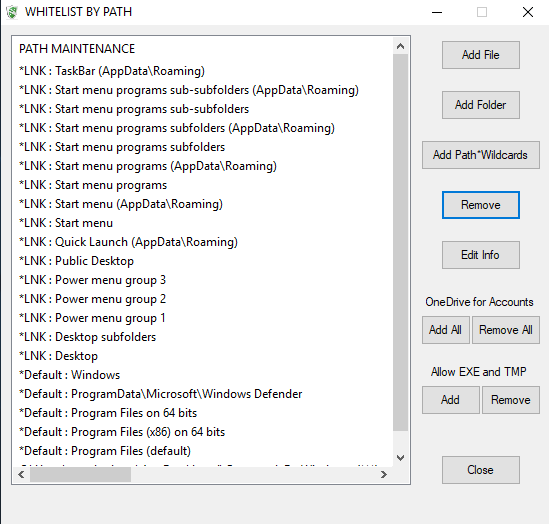 WHITELIST BY PATH
PATH MAINTENANCE
*LNK : TaskBar (AppData\Roaming)
*LNK : Start menu programs sub-subfolders (AppData\Roaming)
*LNK : Start menu programs sub-subfolders
*LNK : Start menu programs subfolders (AppData\Roaming)
*LNK : Start menu programs subfolders
*LNK : Start menu programs (AppData\Roaming)
*LNK : Start menu programs
*LNK : Start menu (AppData\Roaming)
*LNK : Start menu
*LNK : Quick Launch (AppData\Roaming)
*LNK : Public Desktop
*LNK : Power menu group 3
*LNK : Power menu group 2
*LNK : Power menu group 1
*LNK : Desktop subfolders
*LNK : Desktop
*Default : Windows
*Default : ProgramData\Microsoft\Windows Defender
*Default : Program Files on 64 bits
*Default : Program Files (x86) on 64 bits
*Default : Program Files (default)
Add File
Add Folder
Add Path*Wildcards
Remove
Edit Info
OneDrive for Accounts
Add All
Remove All
Allow EXE and TMP
Add
Remove
Close